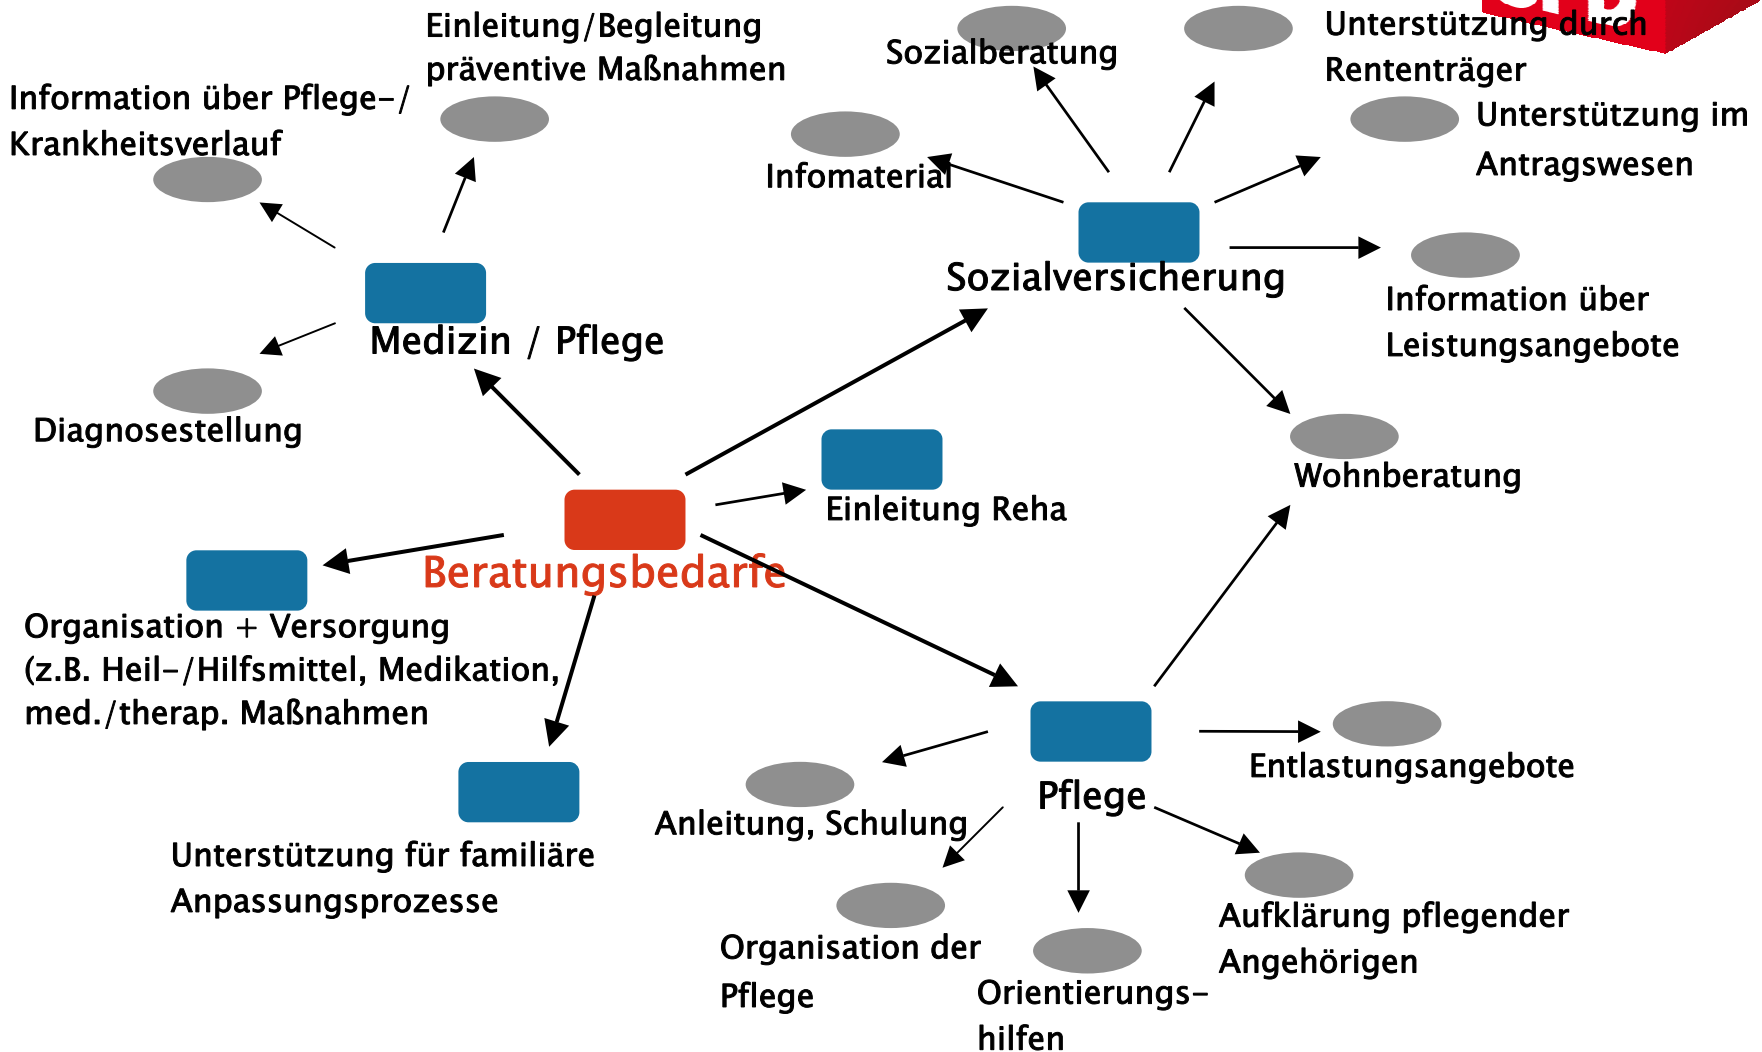 Einleitung/Begleitung
präventive Maßnahmen
Information über Pflege-/
Krankheitsverlauf
Sozialberatung
Unterstützung durch
Rententräger
Unterstützung im
Antragswesen
Infomaterial
Sozialversicherung
Information über
Leistungsangebote
Medizin / Pflege
Diagnosestellung
Wohnberatung
Einleitung Reha
Beratungsbedarfe
Organisation + Versorgung
(z.B. Heil-/Hilfsmittel, Medikation,
med./therap. Maßnahmen
Unterstützung für familiäre
Anpassungsprozesse
Pflege
Entlastungsangebote
Anleitung, Schulung
Organisation der
Pflege
Orientierungs-
hilfen
Aufklärung pflegender
Angehörigen